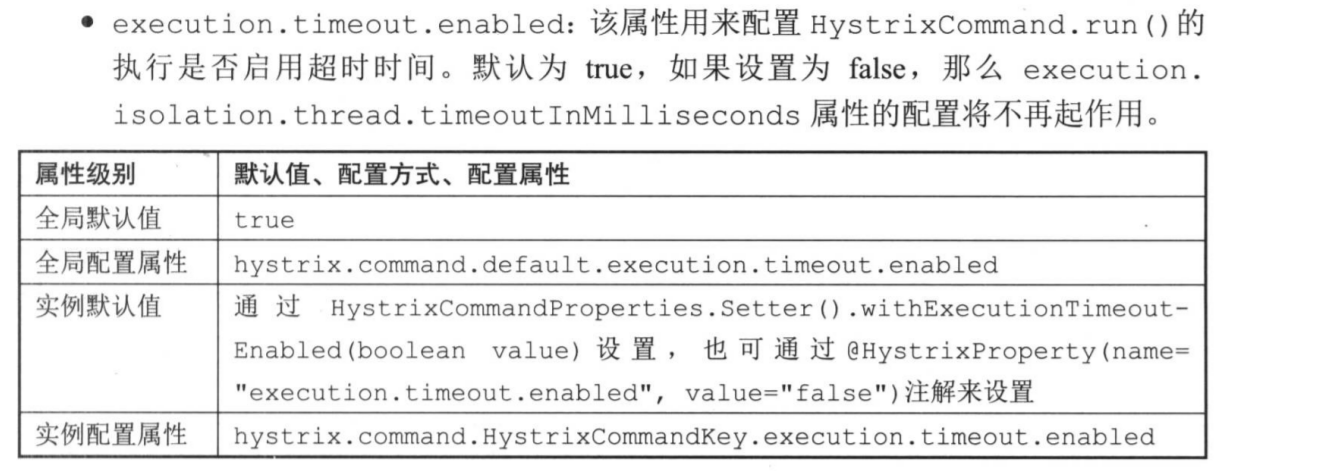 • execution.timeout.enabled：该属性用来配置 HystrixCommand.run()的
执行是否启用超时时间。默认为 true，如果设置为 false，那么 execution.
isolation.thread.timeoutInMilliseconds 属性的配置将不再起作用。
属性级别 默认值、配置方式、配置属性
全局默认值 true
全局配置属性 hystrix.command.default.execution.timeout.enabled
实例默认值 通过 HystrixCommandProperties.Setter().withExecutionTimeout-
Enabled(boolean value)设置，也可通过@HystrixProperty(name=
"execution.timeout.enabled", value="false")注解来设置
实例配置属性 hystrix.command.HystrixCommandKey.execution.timeout.enabled